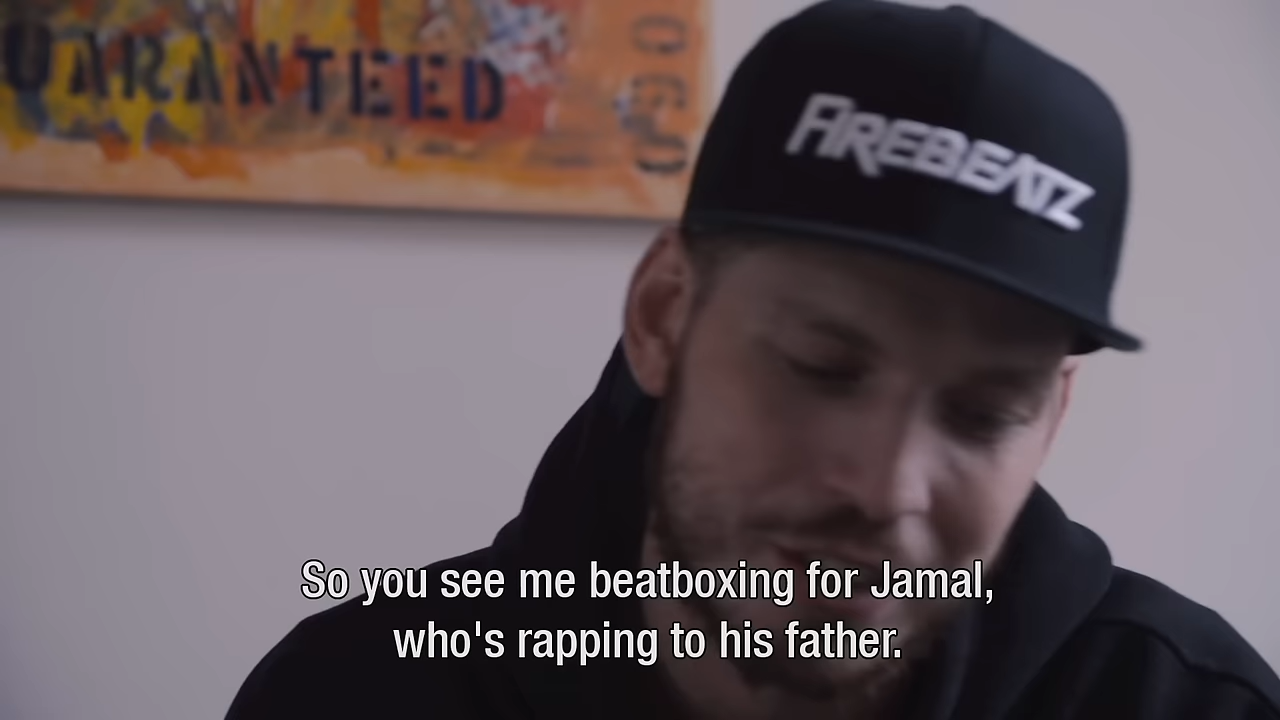 UARANTEED
FIREBEATZ
So you see me beatboxing for Jamal,
who's rapping to his father.